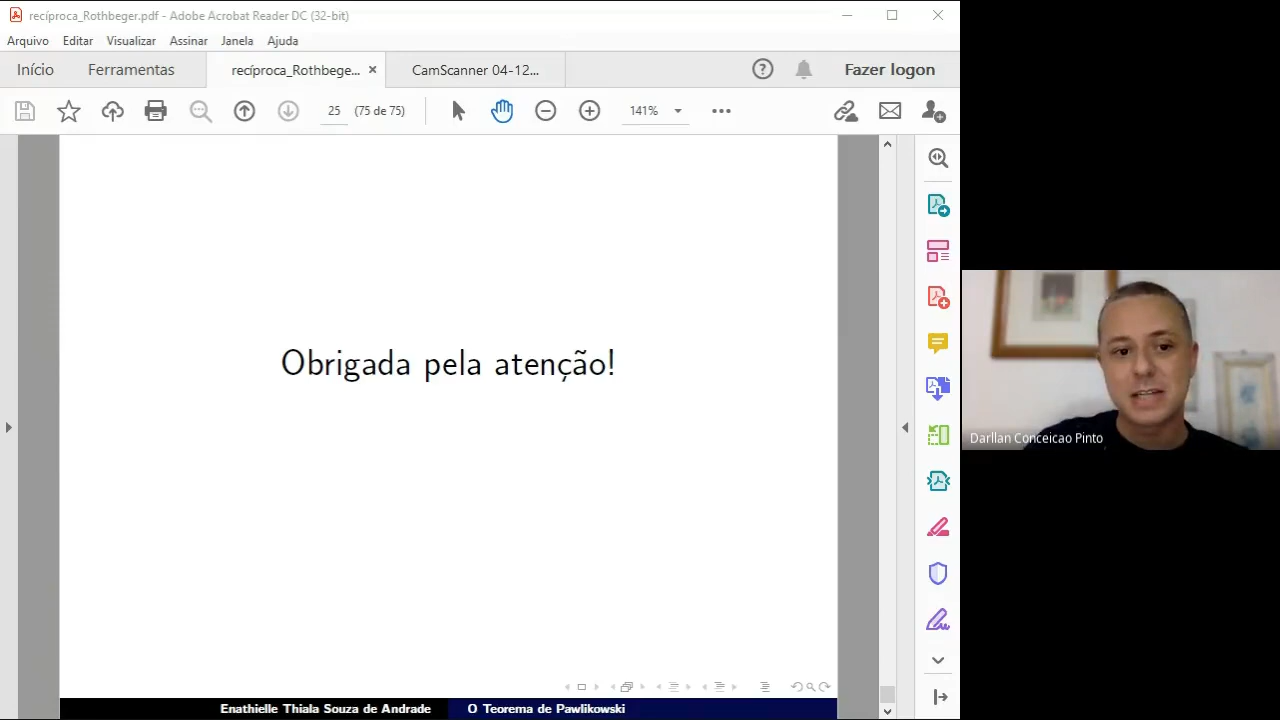 recíproca_Rothbeger.pdf - Adobe Acrobat Reader DC (32-bit)
Arquivo Editar Visualizar Assinar Janela Ajuda
Início Ferramentas recíproca_Rothbege... CamScanner 04-12... Fazer logon
25 (75 de 75) 141%
Obrigada pela atenção!
Darllan Conceicao Pinto
Enathielle Thiala Souza de Andrade O Teorema de Pawlikowski